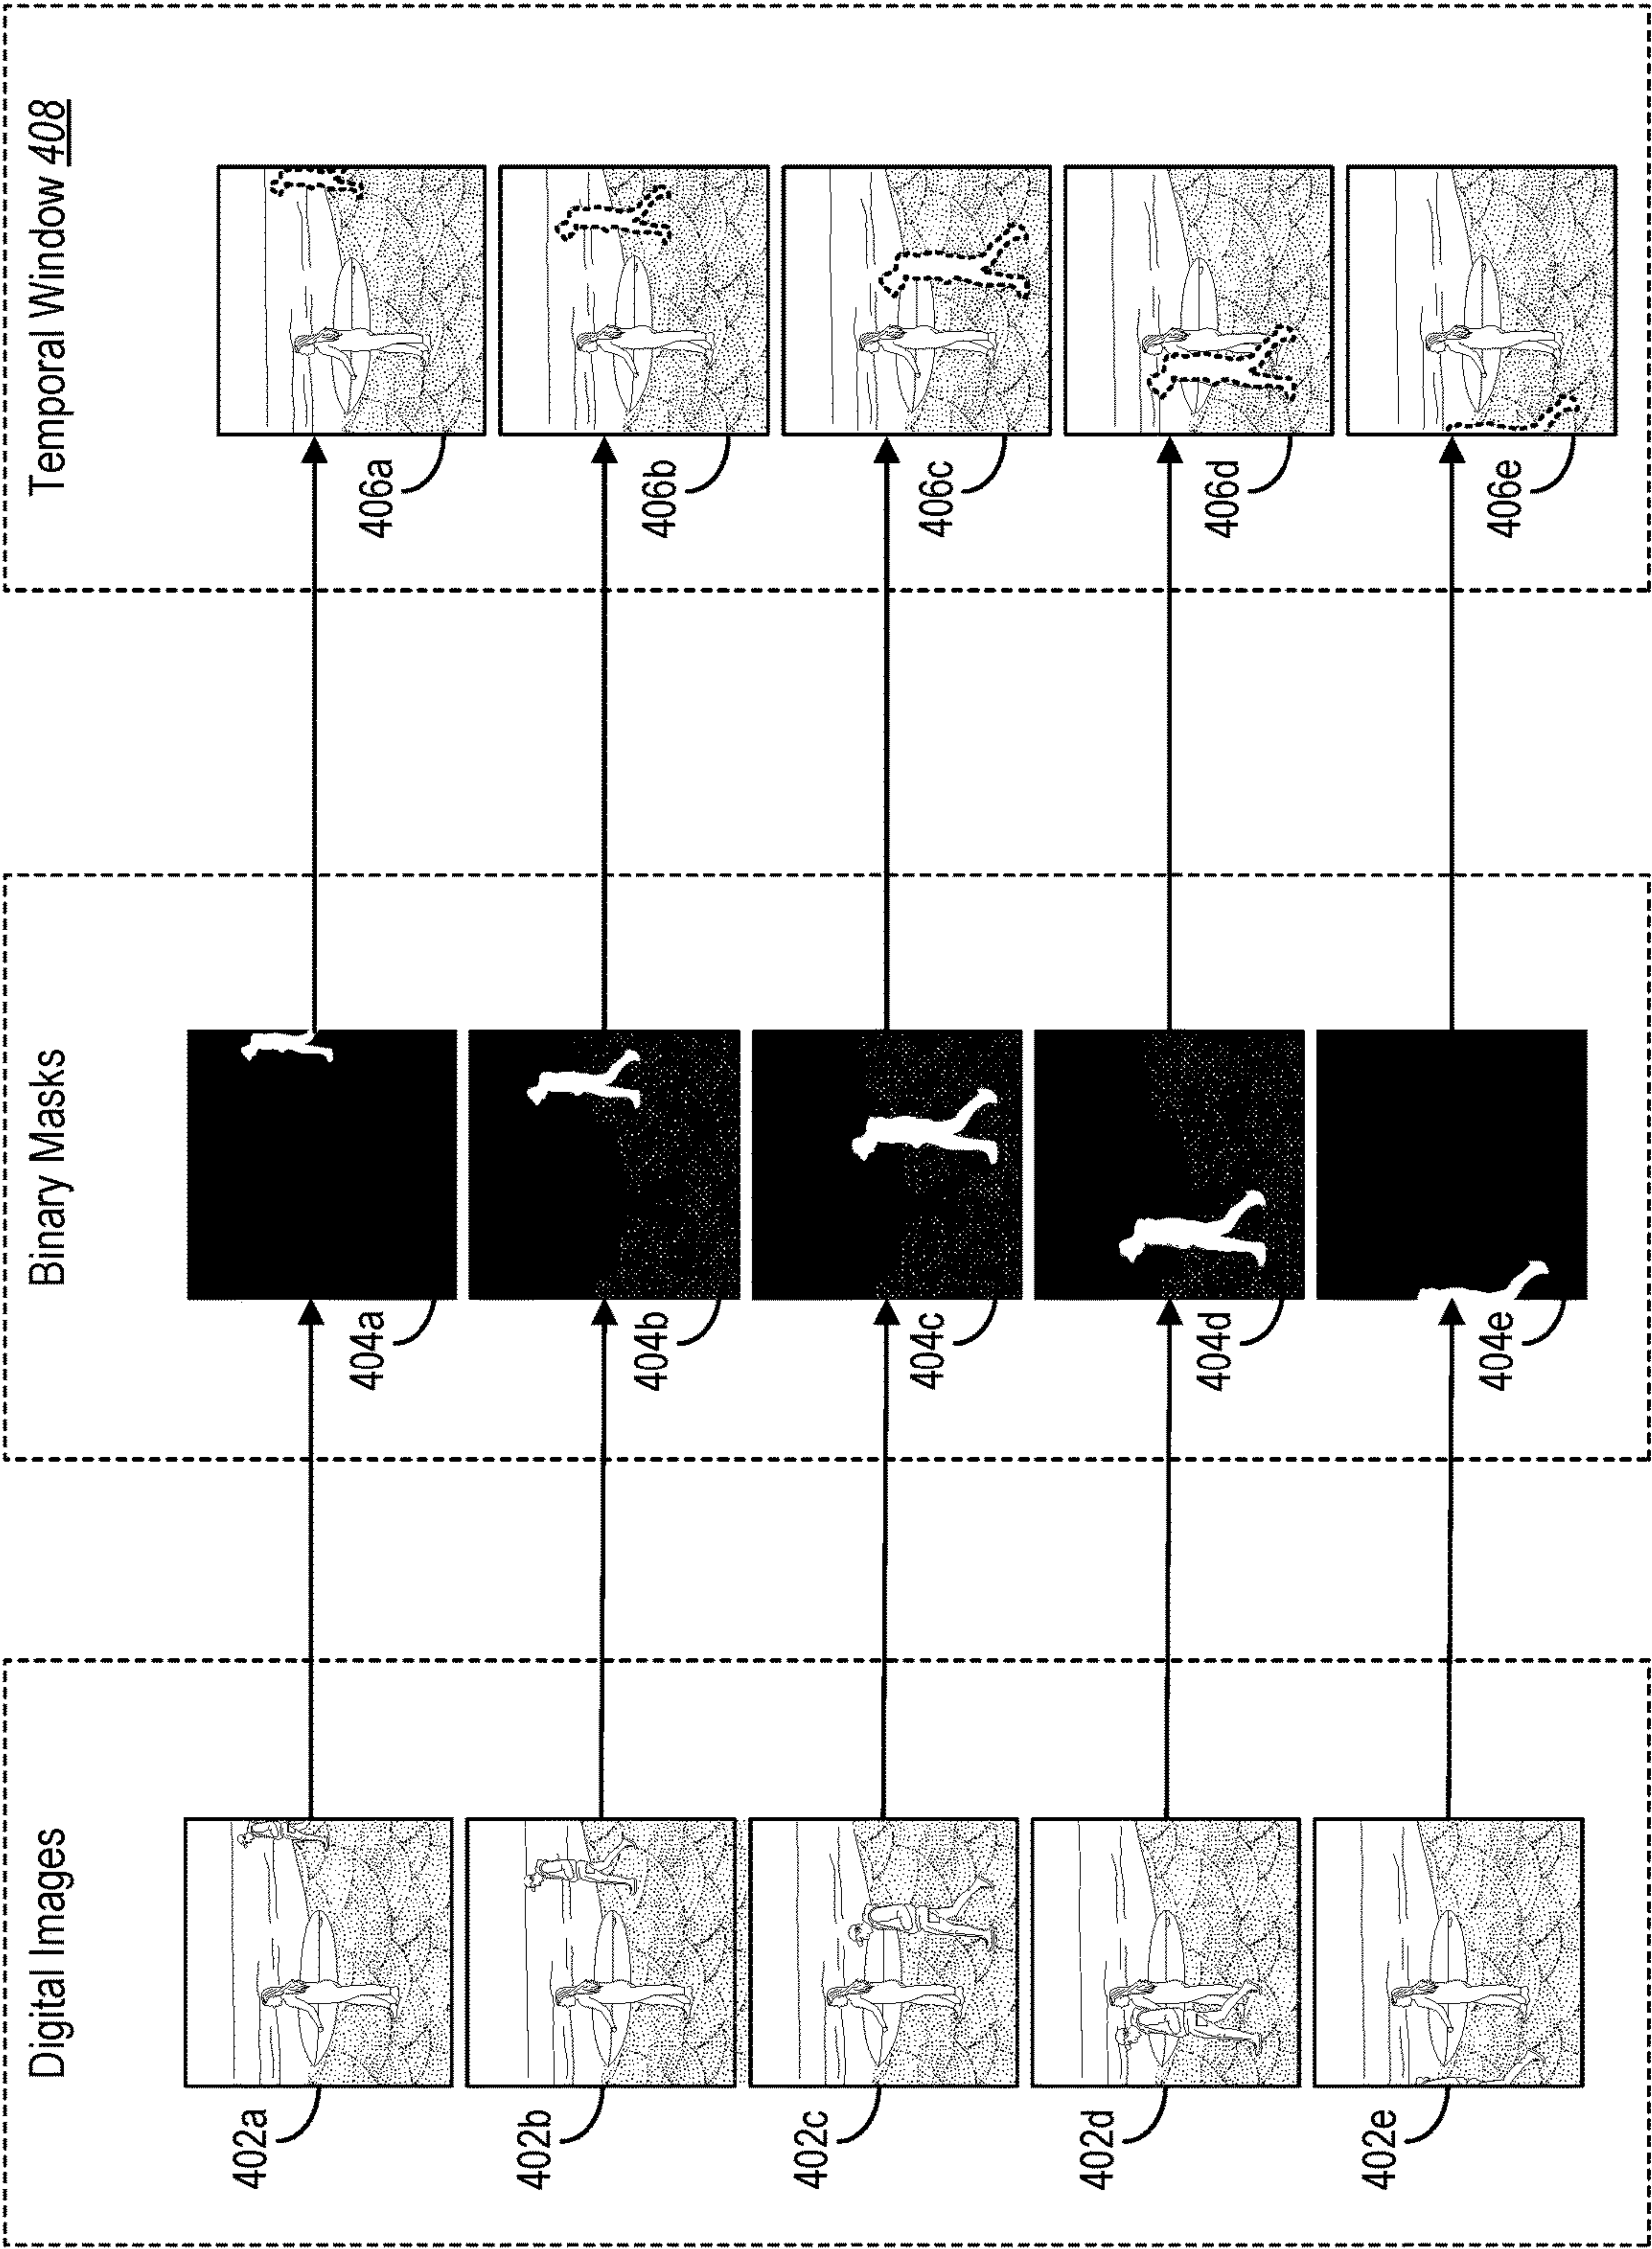 Digital Images
Binary Masks
Temporal Window 408
402a
404a
406a
402b
404b
406b
402c
404c
406c
402d
404d
406d
402e
404e
406e